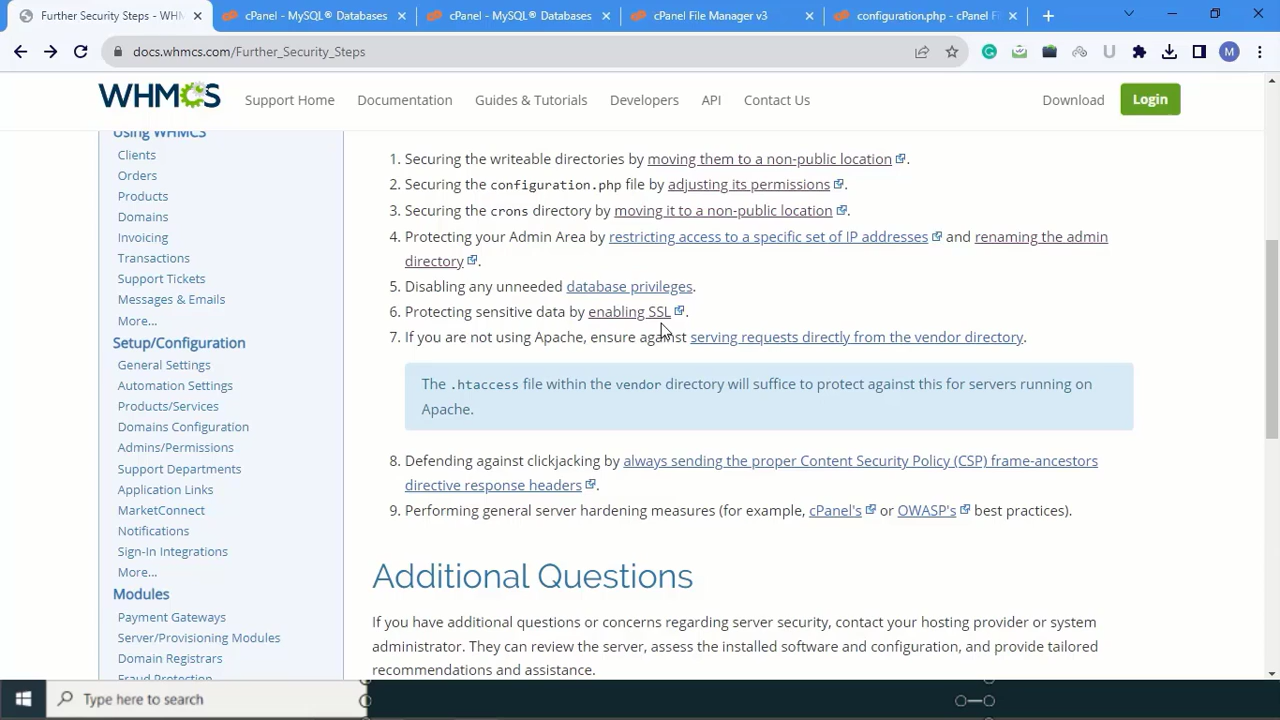 Further Security Steps - WHM
cPanel - MySQL® Databases
cPanel - MySQL® Databases
cPanel File Manager v3
configuration.php - cPanel Fi
docs.whmcs.com/Further_Security_Steps
M
WHMCS
Support Home
Documentation
Guides & Tutorials
Developers
API
Contact Us
Download
Login
Using WHMCS
Clients
Orders
Products
Domains
Invoicing
Transactions
Support Tickets
Messages & Emails
More...
Setup/Configuration
General Settings
Automation Settings
Products/Services
Domains Configuration
Admins/Permissions
Support Departments
Application Links
MarketConnect
Notifications
Sign-In Integrations
More...
Modules
Payment Gateways
Server/Provisioning Modules
Domain Registrars
Fraud Protection
1. Securing the writeable directories by moving them to a non-public location.
2. Securing the configuration.php file by adjusting its permissions.
3. Securing the crons directory by moving it to a non-public location.
4. Protecting your Admin Area by restricting access to a specific set of IP addresses and renaming the admin
directory.
5. Disabling any unneeded database privileges.
6. Protecting sensitive data by enabling SSL.
7. If you are not using Apache, ensure against serving requests directly from the vendor directory.
The .htaccess file within the vendor directory will suffice to protect against this for servers running on
Apache.
8. Defending against clickjacking by always sending the proper Content Security Policy (CSP) frame-ancestors
directive response headers.
9. Performing general server hardening measures (for example, cPanel's or OWASP's best practices).
Additional Questions
If you have additional questions or concerns regarding server security, contact your hosting provider or system
administrator. They can review the server, assess the installed software and configuration, and provide tailored
recommendations and assistance.
Type here to search